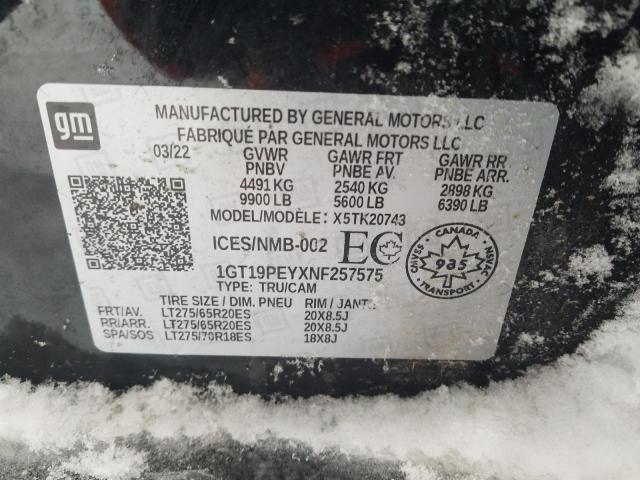 gm
MANUFACTURED BY GENERAL MOTORS LLC
FABRIQUÉ PAR GENERAL MOTORS LLC
03/22 GVWR GAWR FRT GAWR RR
PNBV PNBE AV. PNBE ARR.
4491 KG 2540 KG 2898 KG
9900 LB 5600 LB 6390 LB
MODEL/MODÈLE: X5TK20743
ICES/NMB-002 EC
CANADA
985
TRANSPORT
1GT19PEYXNF257575
TYPE: TRU/CAM
TIRE SIZE / DIM. PNEU RIM / JANTE
FRT/AV. LT275/65R20ES 20X8.5J
RR/ARR. LT275/65R20ES 20X8.5J
SPA/SOS LT275/70R18ES 18X8J